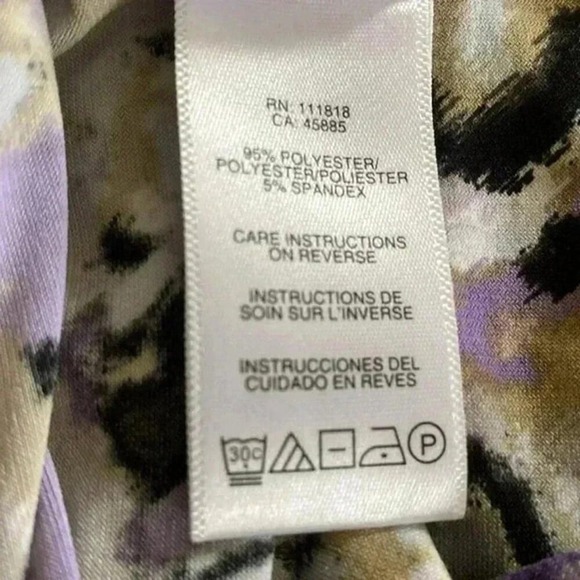 RN: 111818
CA: 45885
95% POLYESTER/
POLYESTER/POLIESTER
5% SPANDEX
CARE INSTRUCTIONS
ON REVERSE
INSTRUCTIONS DE
SOIN SUR L'INVERSE
INSTRUCCIONES DEL
CUIDADO EN REVES
30C P